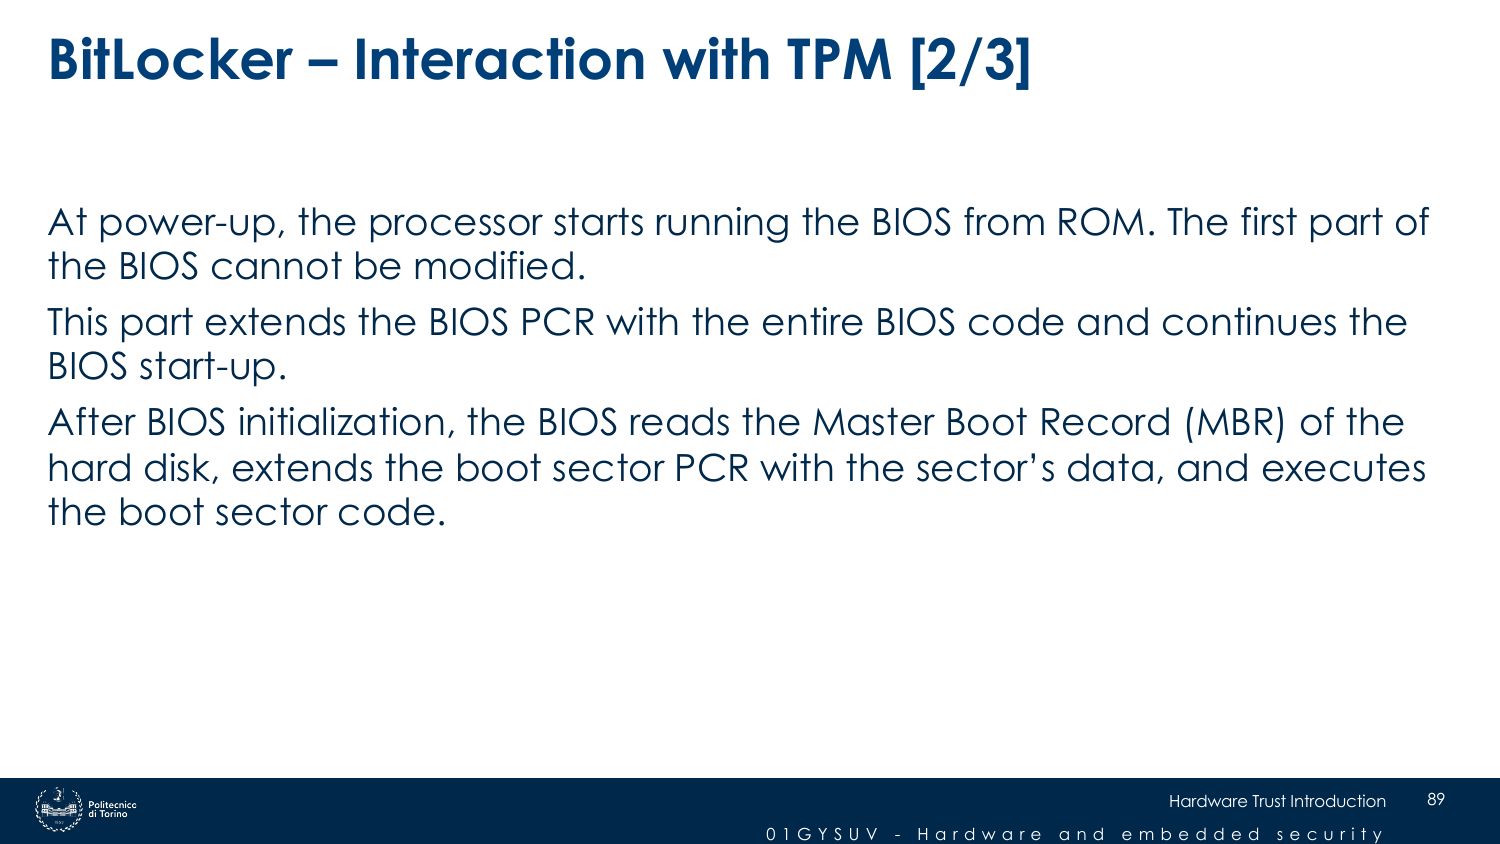 BitLocker – Interaction with TPM [2/3]
At power-up, the processor starts running the BIOS from ROM. The first part of
the BIOS cannot be modified.
This part extends the BIOS PCR with the entire BIOS code and continues the
BIOS start-up.
After BIOS initialization, the BIOS reads the Master Boot Record (MBR) of the
hard disk, extends the boot sector PCR with the sector’s data, and executes
the boot sector code.
Politecnico
di Torino
Hardware Trust Introduction
89
01GYSUV - Hardware and embedded security